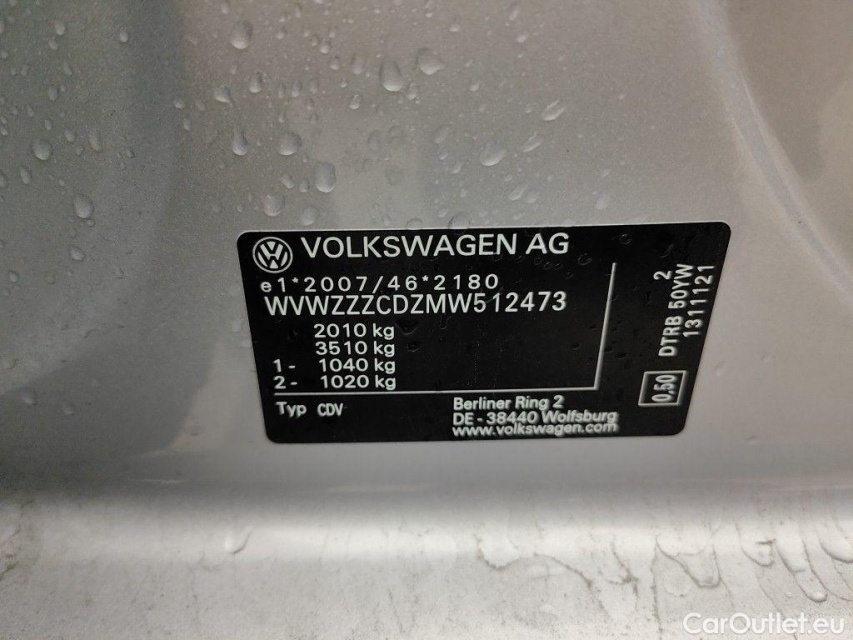 VOLKSWAGEN AG
e1*2007/46*2180
WVWZZZCDZMW512473
2010 kg
3510 kg
1- 1040 kg
2- 1020 kg
Typ CDV
Berliner Ring 2
DE - 38440 Wolfsburg
www.volkswagen.com
2
DTRB 50YW
1311121
0.50
CarOutlet.eu